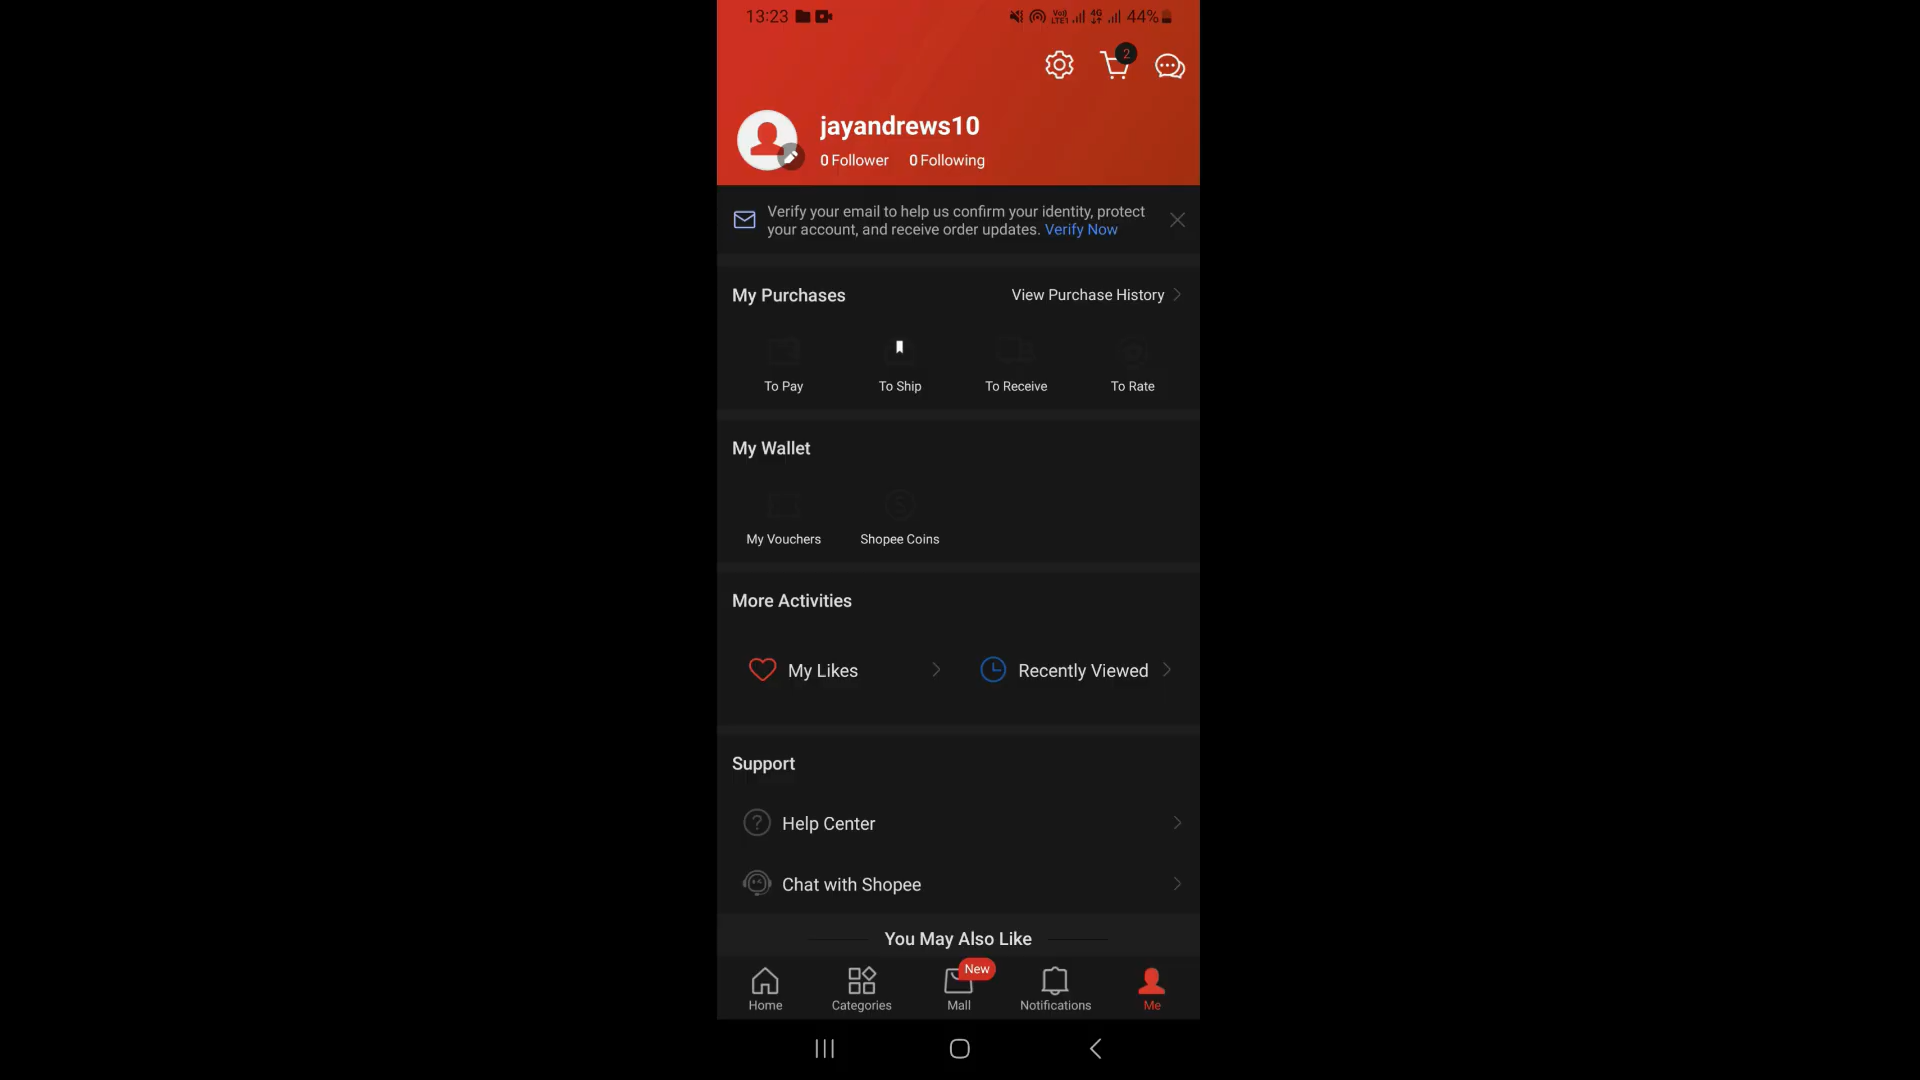 13:23 Vo) LTE1 4G 44%
2
jayandrews10
0 Follower 0 Following
Verify your email to help us confirm your identity, protect
your account, and receive order updates. Verify Now
My Purchases View Purchase History
To Pay To Ship To Receive To Rate
My Wallet
My Vouchers Shopee Coins
More Activities
My Likes Recently Viewed
Support
? Help Center
Chat with Shopee
You May Also Like
New
Home Categories Mall Notifications Me